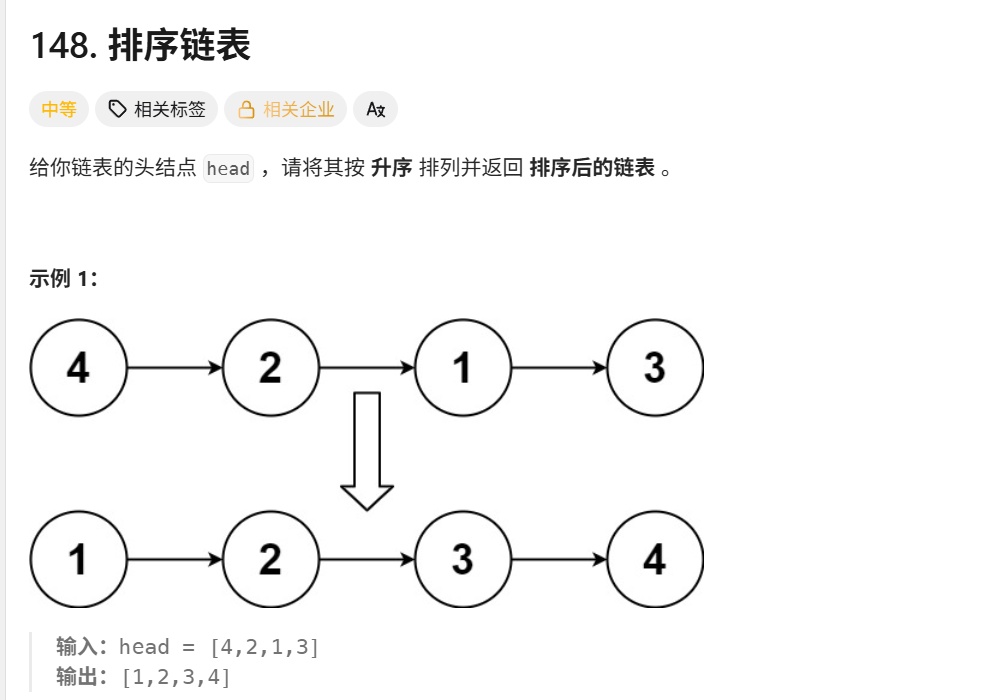 148. 排序链表
中等 相关标签 相关企业 Aㄡ
给你链表的头结点 head ，请将其按 升序 排列并返回 排序后的链表 。
示例 1：
4 2 1 3
1 2 3 4
输入：head = [4,2,1,3]
输出：[1,2,3,4]